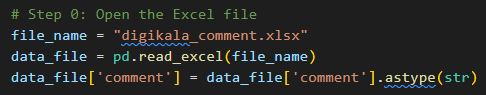 # Step 0: Open the Excel file
file_name = "digikala_comment.xlsx"
data_file = pd.read_excel(file_name)
data_file['comment'] = data_file['comment'].astype(str)